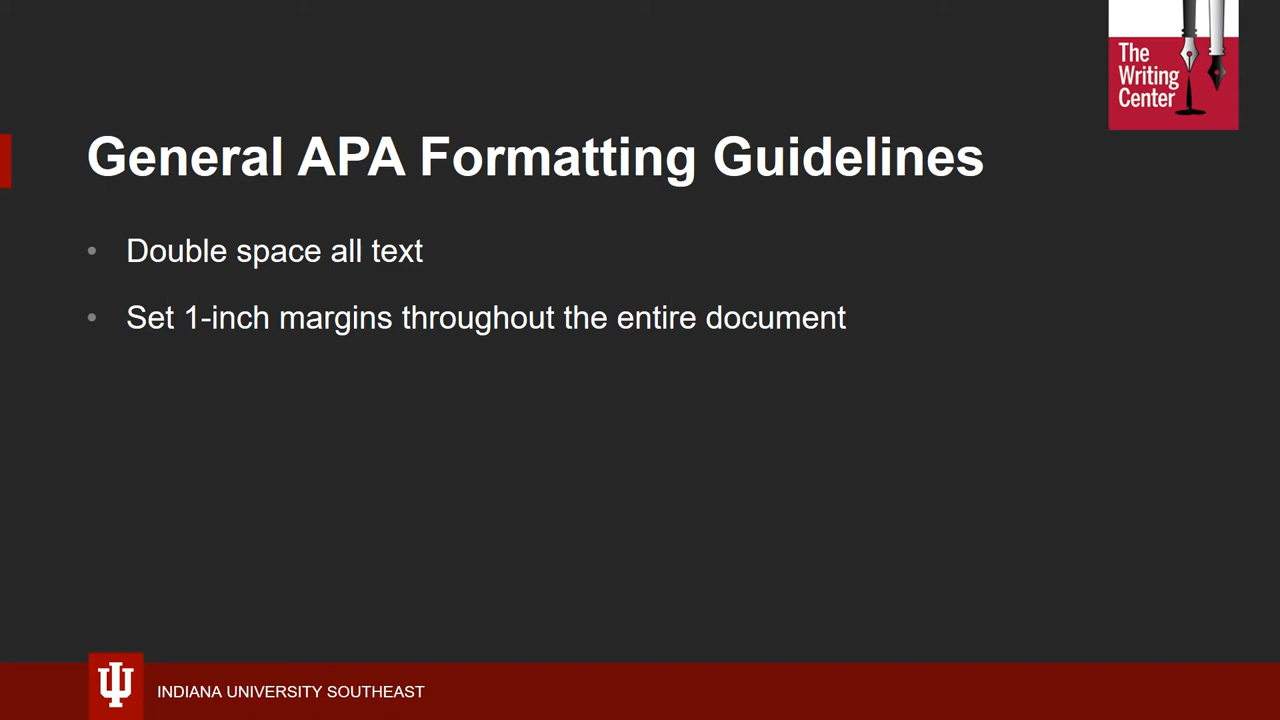 The
Writing
Center
General APA Formatting Guidelines
• Double space all text
• Set 1-inch margins throughout the entire document
INDIANA UNIVERSITY SOUTHEAST